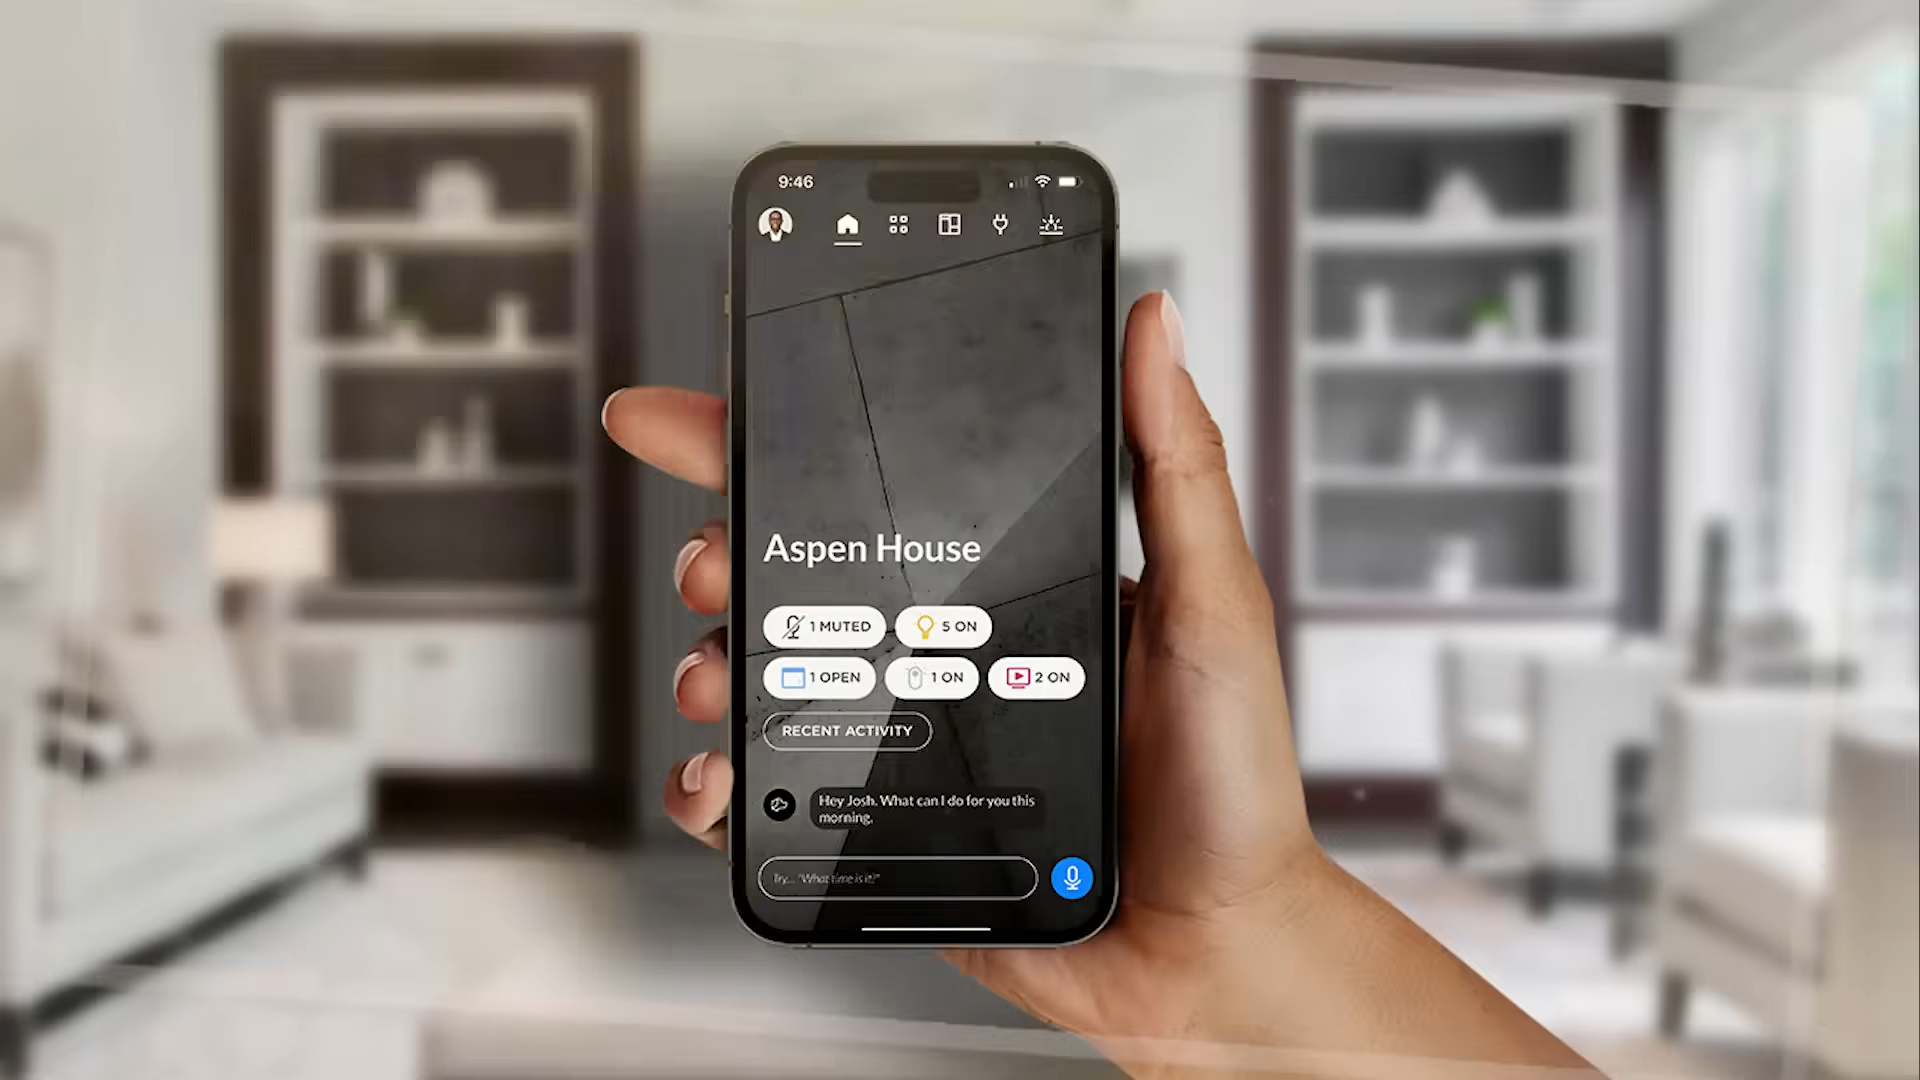 9:46
Aspen House
1 MUTED
5 ON
1 OPEN
1 ON
2 ON
RECENT ACTIVITY
Hey Josh. What can I do for you this
morning.
Try... "What time is it?"